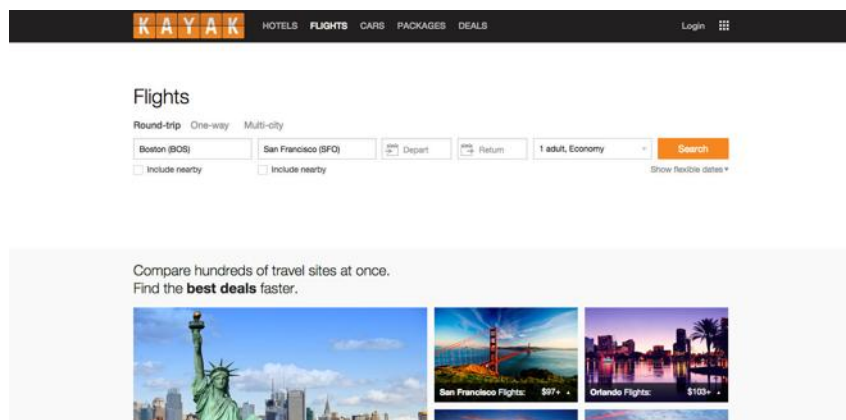 KAYAK HOTELS FLIGHTS CARS PACKAGES DEALS Login
Flights
Round-trip One-way Multi-city
Boston (BOS) San Francisco (SFO) Depart Return 1 adult, Economy Search
Include nearby Include nearby Show flexible dates
Compare hundreds of travel sites at once.
Find the best deals faster.
San Francisco Flights: $97+ Orlando Flights: $103+